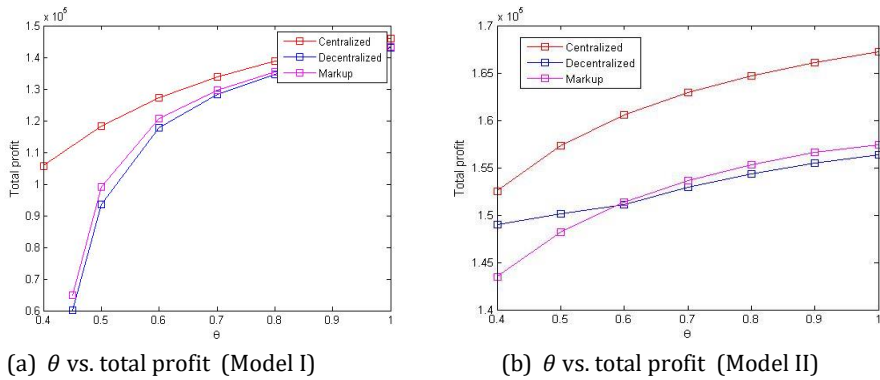 × 10⁵
1.5
1.4
1.3
1.2
1.1
1
0.9
0.8
0.7
0.6
Total profit
Centralized
Decentralized
Markup
0.4 0.5 0.6 0.7 0.8 0.9 1
θ
(a) θ vs. total profit (Model I)
× 10⁵
1.7
1.65
1.6
1.55
1.5
1.45
1.4
Total profit
Centralized
Decentralized
Markup
0.4 0.5 0.6 0.7 0.8 0.9 1
θ
(b) θ vs. total profit (Model II)